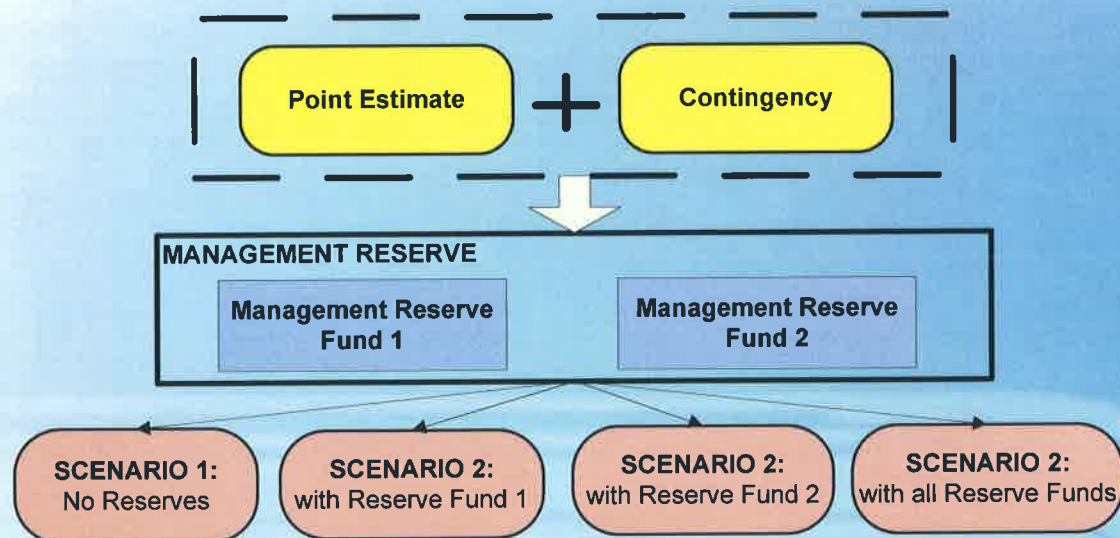 Point Estimate
+
Contingency
MANAGEMENT RESERVE
Management Reserve
Fund 1
Management Reserve
Fund 2
SCENARIO 1:
No Reserves
SCENARIO 2:
with Reserve Fund 1
SCENARIO 2:
with Reserve Fund 2
SCENARIO 2:
with all Reserve Funds